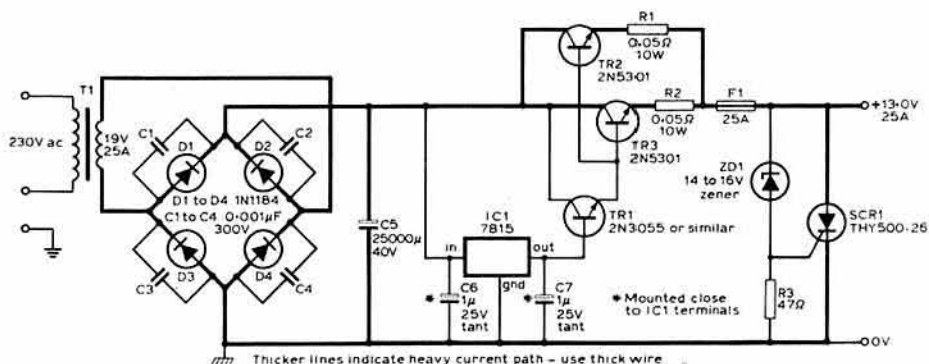 R1
0·05Ω
10W
TR2
2N5301
T1
230V ac
19V
25A
C1
C2
D1
D2
D1 to D4 1N1184
C1 to C4 0·001µF
300V
D3
D4
C3
C4
R2
0·05Ω
10W
F1
25A
+13·0V
25A
TR3
2N5301
ZD1
14 to 16V
zener
SCR1
THY500-26
C5
25000µ
40V
IC1
7815
in
out
gnd
TR1
2N3055 or similar
* C6
1µ
25V
tant
* C7
1µ
25V
tant
* Mounted close
to IC1 terminals
R3
47Ω
0V
Thicker lines indicate heavy current path – use thick wire